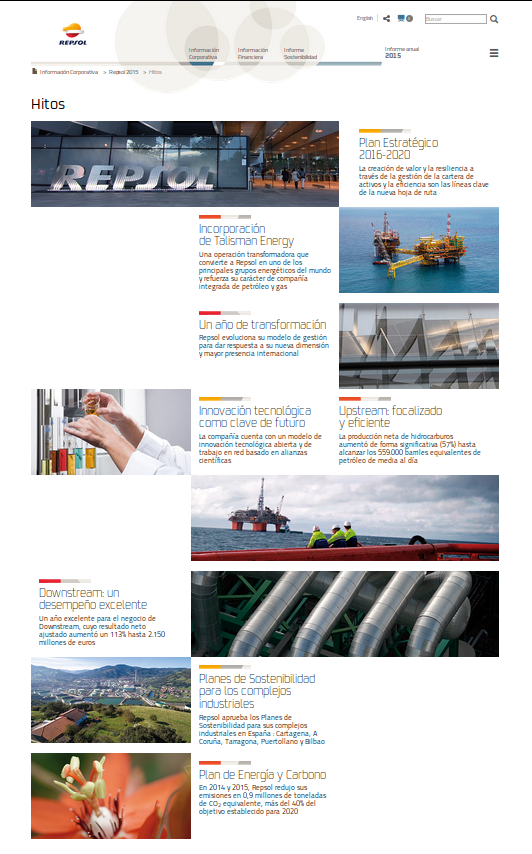 English
0
Buscar
REPSOL
Información
Corporativa
Información
Financiera
Informe
Sostenibilidad
Informe anual
2015
Información Corporativa > Repsol 2015 > Hitos
Hitos
REPSOL
Plan Estratégico
2016-2020
La creación de valor y la resiliencia a
través de la gestión de la cartera de
activos y la eficiencia son las líneas clave
de la nueva hoja de ruta
Incorporación
de Talisman Energy
Una operación transformadora que
convierte a Repsol en uno de los
principales grupos energéticos del mundo
y refuerza su carácter de compañía
integrada de petróleo y gas
Un año de transformación
Repsol evoluciona su modelo de gestión
para dar respuesta a su nueva dimensión
y mayor presencia internacional
Innovación tecnológica
como clave de futuro
La compañía cuenta con un modelo de
innovación tecnológica abierta y de
trabajo en red basado en alianzas
científicas
Upstream: focalizado
y eficiente
La producción neta de hidrocarburos
aumentó de forma significativa (57%) hasta
alcanzar los 559.000 barriles equivalentes de
petróleo de media al día
Downstream: un
desempeño excelente
Un año excelente para el negocio de
Downstream, cuyo resultado neto
ajustado aumentó un 113% hasta 2.150
millones de euros
Planes de Sostenibilidad
para los complejos
industriales
Repsol aprueba los Planes de
Sostenibilidad para sus complejos
industriales en España : Cartagena, A
Coruña, Tarragona, Puertollano y Bilbao
Plan de Energía y Carbono
En 2014 y 2015, Repsol redujo sus
emisiones en 0,9 millones de toneladas
de CO₂ equivalente, más del 40% del
objetivo establecido para 2020